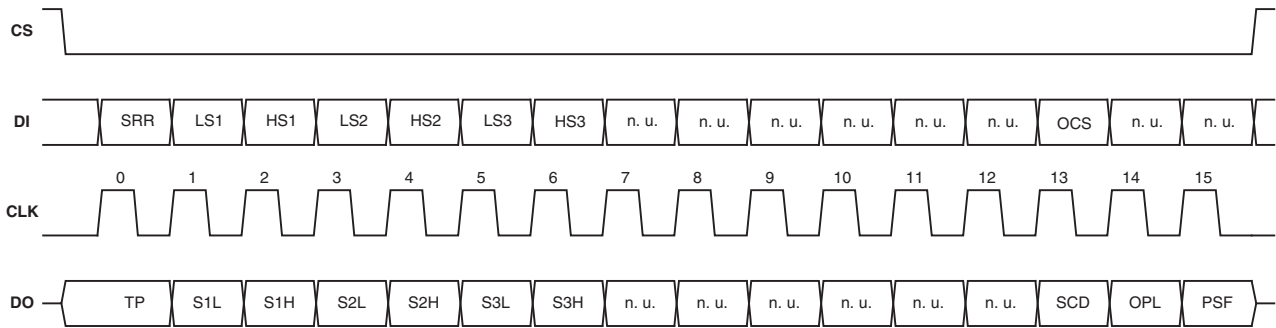 CS
DI SRR LS1 HS1 LS2 HS2 LS3 HS3 n. u. n. u. n. u. n. u. n. u. n. u. OCS n. u. n. u.
0 1 2 3 4 5 6 7 8 9 10 11 12 13 14 15
CLK
DO TP S1L S1H S2L S2H S3L S3H n. u. n. u. n. u. n. u. n. u. n. u. SCD OPL PSF